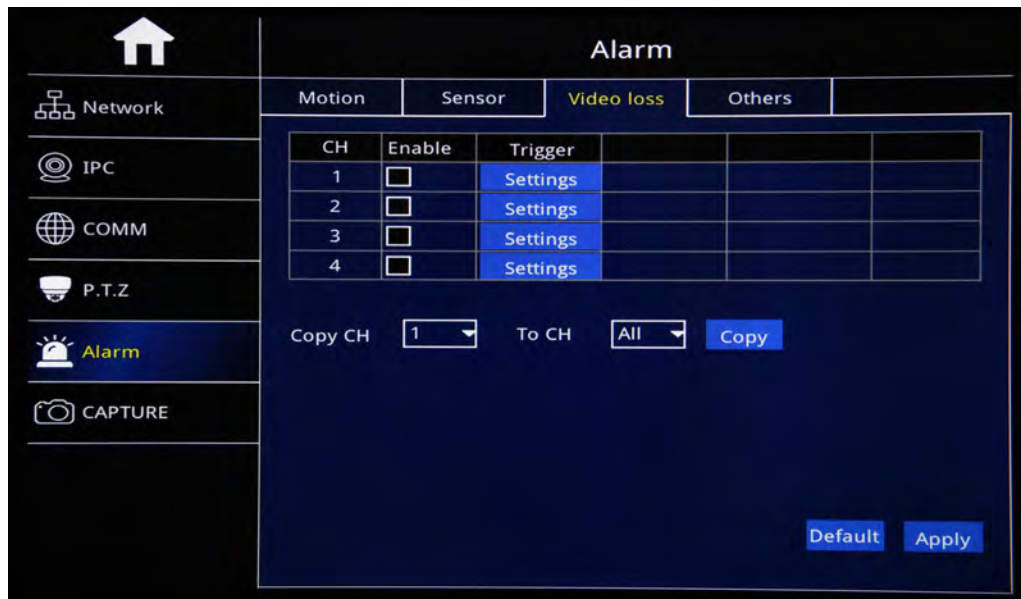 Alarm
Network
IPC
COMM
P.T.Z
Alarm
CAPTURE
Motion Sensor Video loss Others
CH Enable Trigger
1 Settings
2 Settings
3 Settings
4 Settings
Copy CH 1 To CH All Copy
Default Apply